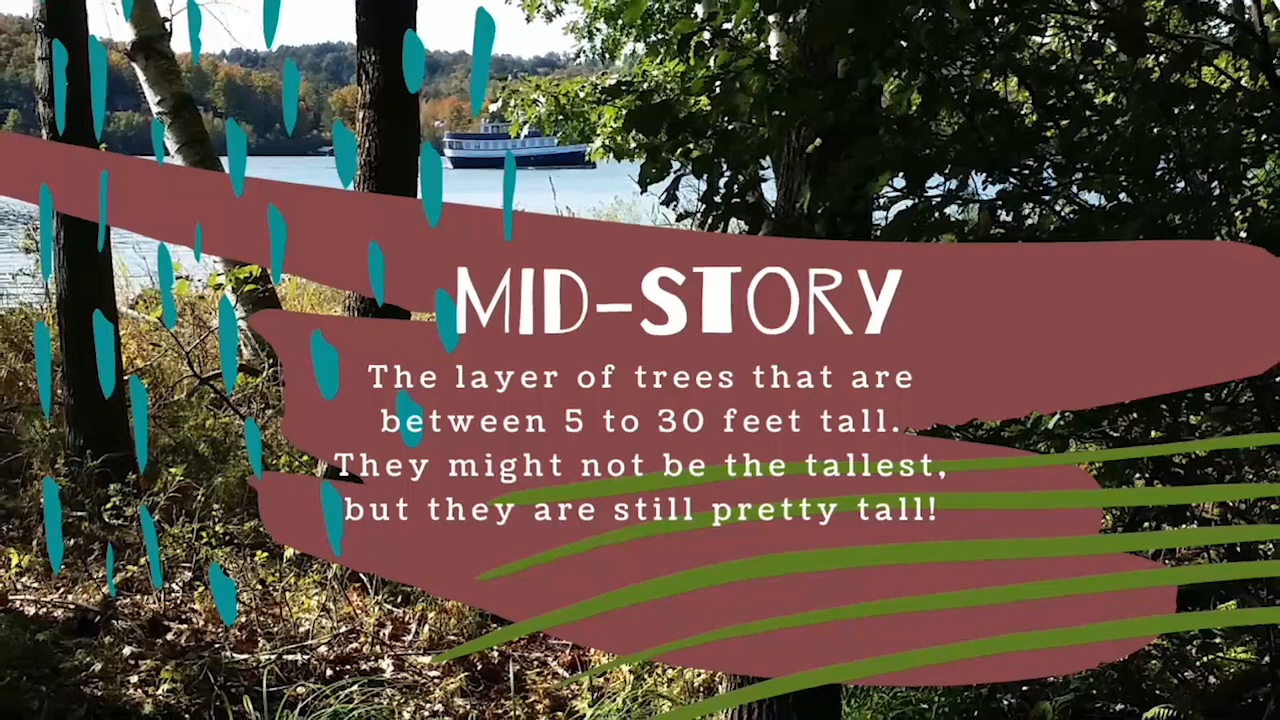 MID-STORY
The layer of trees that are
between 5 to 30 feet tall.
They might not be the tallest,
but they are still pretty tall!